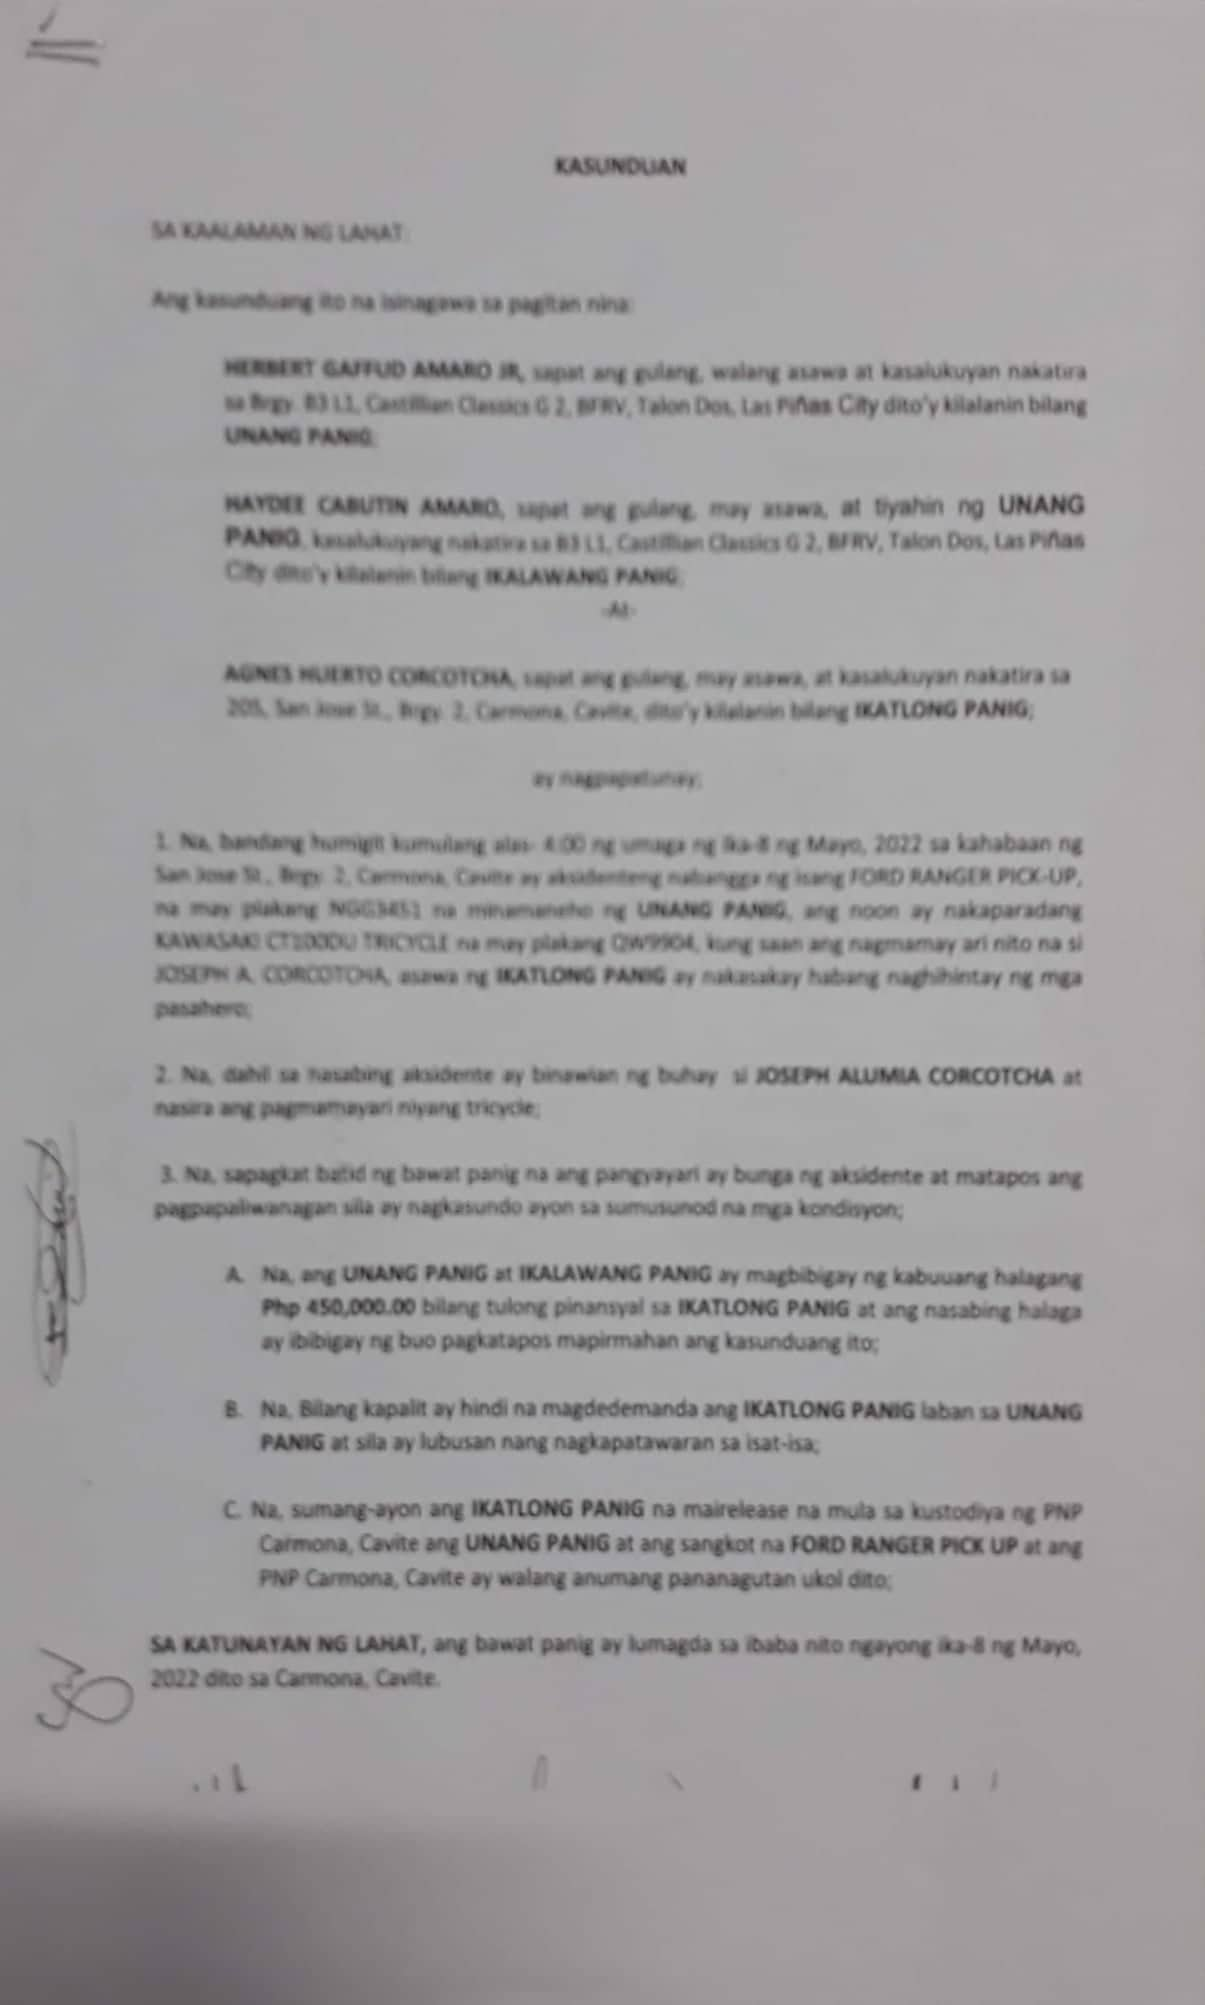 KASUNDUAN
SA KAALAMAN NG LAHAT:
Ang kasunduang ito na isinagawa sa pagitan nina:
HERBERT GAFFUD AMARO JR, sapat ang gulang, walang asawa at kasalukuyan nakatira
sa Brgy. B3 L1, Castillian Classics G 2, BFRV, Talon Dos, Las Piñas City dito'y kilalanin bilang
UNANG PANIG;
HAYDEE CABUTIN AMARO, sapat ang gulang, may asawa, at tiyahin ng UNANG
PANIG, kasalukuyang nakatira sa B3 L1, Castillian Classics G 2, BFRV, Talon Dos, Las Piñas
City dito'y kilalanin bilang IKALAWANG PANIG;
-At-
AGNES HUERTO CORCOTCHA, sapat ang gulang, may asawa, at kasalukuyan nakatira sa
205, San Jose St., Brgy. 2, Carmona, Cavite, dito'y kilalanin bilang IKATLONG PANIG;
ay nagpapatunay;
1. Na, bandang humigit kumulang alas- 4:00 ng umaga ng ika-8 ng Mayo, 2022 sa kahabaan ng
San Jose St., Brgy. 2, Carmona, Cavite ay aksidenteng nabangga ng isang FORD RANGER PICK-UP,
na may plakang NGG3451 na minamaneho ng UNANG PANIG, ang noon ay nakaparadang
KAWASAKI CT100DU TRICYCLE na may plakang QW9904, kung saan ang nagmamay ari nito na si
JOSEPH A. CORCOTCHA, asawa ng IKATLONG PANIG ay nakasakay habang naghihintay ng mga
pasahero;
2. Na, dahil sa nasabing aksidente ay binawian ng buhay si JOSEPH ALUMIA CORCOTCHA at
nasira ang pagmamayari niyang tricycle;
3. Na, sapagkat batid ng bawat panig na ang pangyayari ay bunga ng aksidente at matapos ang
pagpapaliwanagan sila ay nagkasundo ayon sa sumusunod na mga kondisyon;
A. Na, ang UNANG PANIG at IKALAWANG PANIG ay magbibigay ng kabuuang halagang
Php 450,000.00 bilang tulong pinansyal sa IKATLONG PANIG at ang nasabing halaga
ay ibibigay ng buo pagkatapos mapirmahan ang kasunduang ito;
B. Na, Bilang kapalit ay hindi na magdedemanda ang IKATLONG PANIG laban sa UNANG
PANIG at sila ay lubusan nang nagkapatawaran sa isat-isa;
C. Na, sumang-ayon ang IKATLONG PANIG na mairelease na mula sa kustodiya ng PNP
Carmona, Cavite ang UNANG PANIG at ang sangkot na FORD RANGER PICK UP at ang
PNP Carmona, Cavite ay walang anumang pananagutan ukol dito;
SA KATUNAYAN NG LAHAT, ang bawat panig ay lumagda sa ibaba nito ngayong ika-8 ng Mayo,
2022 dito sa Carmona, Cavite.